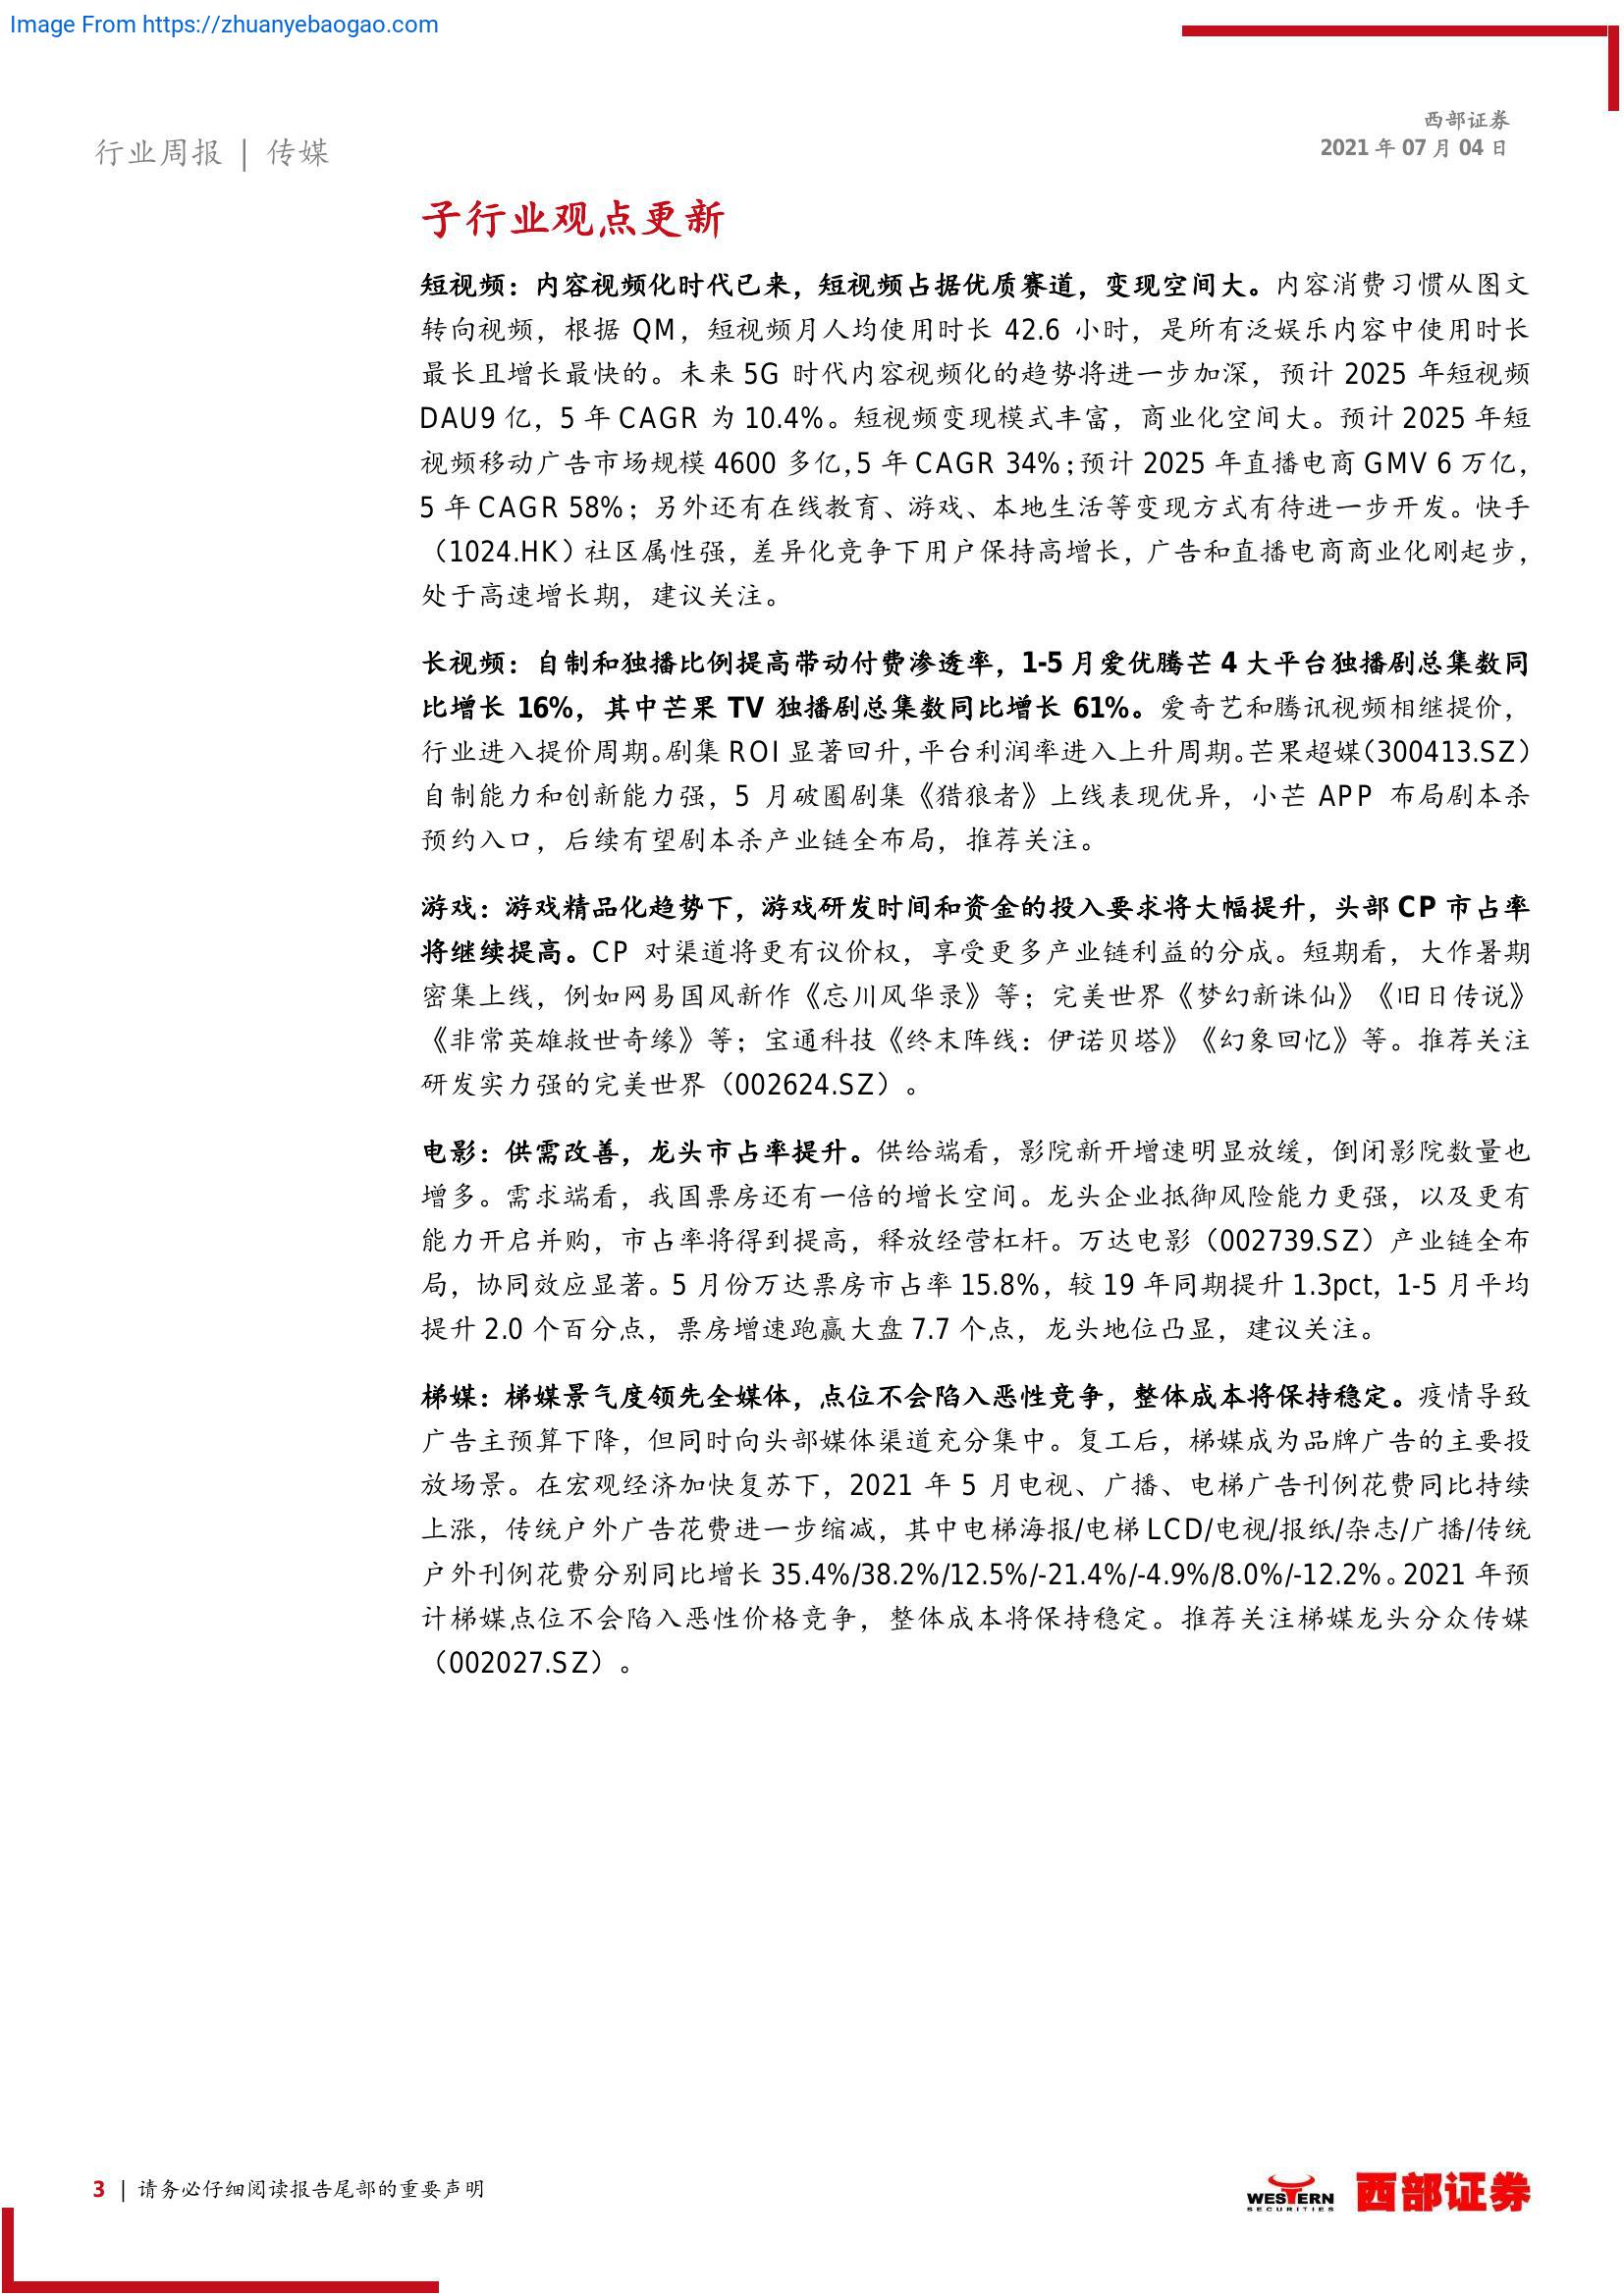 Image From https://zhuanyebaogao.com
西部证券
行业周报 | 传媒
2021 年 07 月 04 日
子行业观点更新
短视频：内容视频化时代已来，短视频占据优质赛道，变现空间大。内容消费习惯从图文
转向视频，根据 QM，短视频月人均使用时长 42.6 小时，是所有泛娱乐内容中使用时长
最长且增长最快的。未来 5G 时代内容视频化的趋势将进一步加深，预计 2025 年短视频
DAU9 亿，5 年 CAGR 为 10.4%。短视频变现模式丰富，商业化空间大。预计 2025 年短
视频移动广告市场规模 4600 多亿，5 年 CAGR 34%；预计 2025 年直播电商 GMV 6 万亿，
5 年 CAGR 58%；另外还有在线教育、游戏、本地生活等变现方式有待进一步开发。快手
（1024.HK）社区属性强，差异化竞争下用户保持高增长，广告和直播电商商业化刚起步，
处于高速增长期，建议关注。
长视频：自制和独播比例提高带动付费渗透率，1-5 月爱优腾芒 4 大平台独播剧总集数同
比增长 16%，其中芒果 TV 独播剧总集数同比增长 61%。爱奇艺和腾讯视频相继提价，
行业进入提价周期。剧集 ROI 显著回升，平台利润率进入上升周期。芒果超媒（300413.SZ）
自制能力和创新能力强，5 月破圈剧集《猎狼者》上线表现优异，小芒 APP 布局剧本杀
预约入口，后续有望剧本杀产业链全布局，推荐关注。
游戏：游戏精品化趋势下，游戏研发时间和资金的投入要求将大幅提升，头部 CP 市占率
将继续提高。CP 对渠道将更有议价权，享受更多产业链利益的分成。短期看，大作暑期
密集上线，例如网易国风新作《忘川风华录》等；完美世界《梦幻新诛仙》《旧日传说》
《非常英雄救世奇缘》等；宝通科技《终末阵线：伊诺贝塔》《幻象回忆》等。推荐关注
研发实力强的完美世界（002624.SZ）。
电影：供需改善，龙头市占率提升。供给端看，影院新开增速明显放缓，倒闭影院数量也
增多。需求端看，我国票房还有一倍的增长空间。龙头企业抵御风险能力更强，以及更有
能力开启并购，市占率将得到提高，释放经营杠杆。万达电影（002739.SZ）产业链全布
局，协同效应显著。5 月份万达票房市占率 15.8%，较 19 年同期提升 1.3pct，1-5 月平均
提升 2.0 个百分点，票房增速跑赢大盘 7.7 个点，龙头地位凸显，建议关注。
梯媒：梯媒景气度领先全媒体，点位不会陷入恶性竞争，整体成本将保持稳定。疫情导致
广告主预算下降，但同时向头部媒体渠道充分集中。复工后，梯媒成为品牌广告的主要投
放场景。在宏观经济加快复苏下，2021 年 5 月电视、广播、电梯广告刊例花费同比持续
上涨，传统户外广告花费进一步缩减，其中电梯海报/电梯 LCD/电视/报纸/杂志/广播/传统
户外刊例花费分别同比增长 35.4%/38.2%/12.5%/-21.4%/-4.9%/8.0%/-12.2%。2021 年预
计梯媒点位不会陷入恶性价格竞争，整体成本将保持稳定。推荐关注梯媒龙头分众传媒
（002027.SZ）。
3 | 请务必仔细阅读报告尾部的重要声明
WESTERN
SECURITIES
西部证券